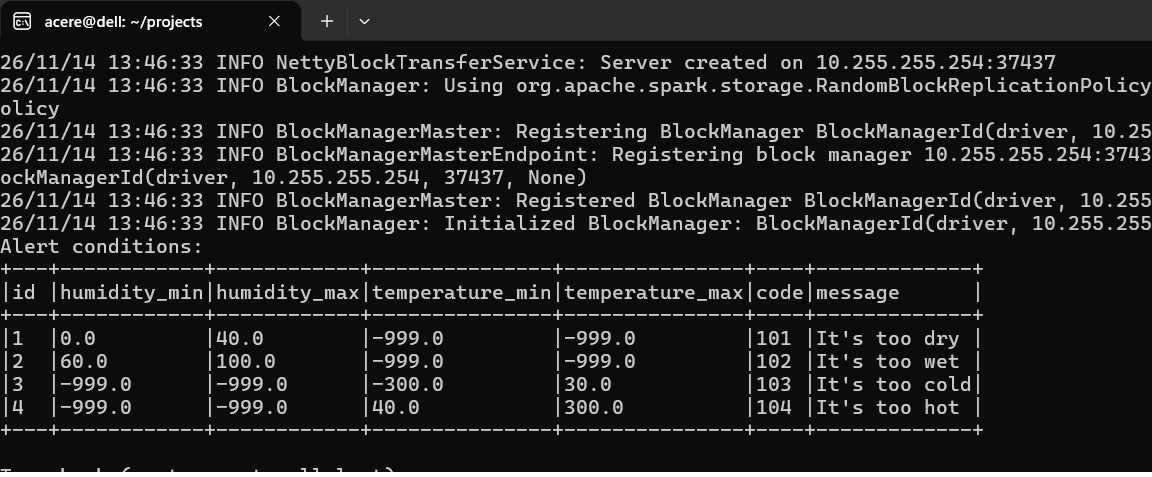 acere@dell: ~/projects
26/11/14 13:46:33 INFO NettyBlockTransferService: Server created on 10.255.255.254:37437
26/11/14 13:46:33 INFO BlockManager: Using org.apache.spark.storage.RandomBlockReplicationPolicy
olicy
26/11/14 13:46:33 INFO BlockManagerMaster: Registering BlockManager BlockManagerId(driver, 10.25
26/11/14 13:46:33 INFO BlockManagerMasterEndpoint: Registering block manager 10.255.255.254:3743
ockManagerId(driver, 10.255.255.254, 37437, None)
26/11/14 13:46:33 INFO BlockManagerMaster: Registered BlockManager BlockManagerId(driver, 10.255
26/11/14 13:46:33 INFO BlockManager: Initialized BlockManager: BlockManagerId(driver, 10.255.255
Alert conditions:
+---+------------+------------+---------------+---------------+----+-------------+
|id |humidity_min|humidity_max|temperature_min|temperature_max|code|message      |
+---+------------+------------+---------------+---------------+----+-------------+
|1  |0.0         |40.0        |-999.0         |-999.0         |101 |It's too dry |
|2  |60.0        |100.0       |-999.0         |-999.0         |102 |It's too wet |
|3  |-999.0      |-999.0      |-300.0         |30.0           |103 |It's too cold|
|4  |-999.0      |-999.0      |40.0           |300.0          |104 |It's too hot |
+---+------------+------------+---------------+---------------+----+-------------+